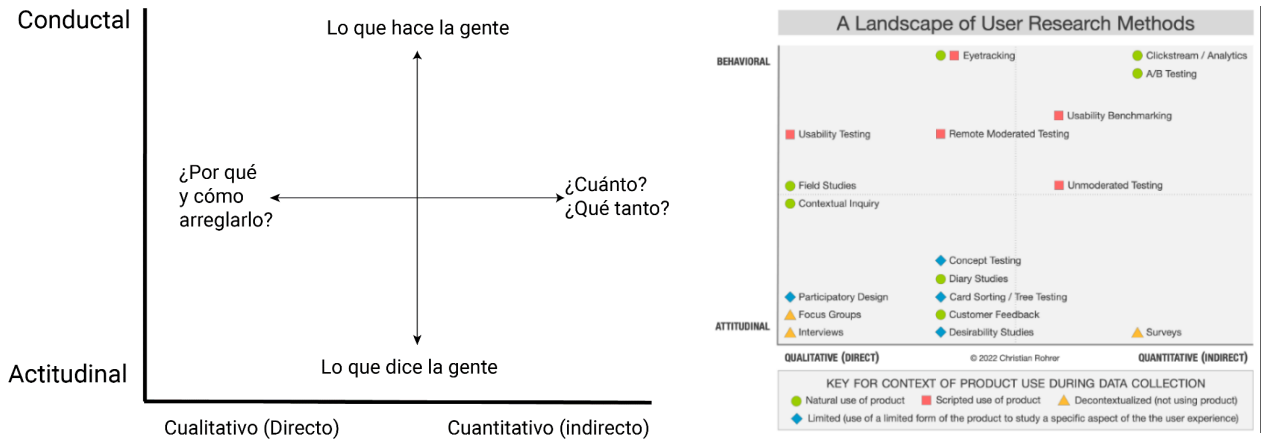 Conductal
Lo que hace la gente
¿Por qué
y cómo
arreglarlo?
¿Cuánto?
¿Qué tanto?
Lo que dice la gente
Actitudinal
Cualitativo (Directo)
Cuantitativo (indirecto)
A Landscape of User Research Methods
BEHAVIORAL
Eyetracking
Clickstream / Analytics
A/B Testing
Usability Benchmarking
Usability Testing
Remote Moderated Testing
Field Studies
Unmoderated Testing
Contextual Inquiry
Concept Testing
Diary Studies
Participatory Design
Card Sorting / Tree Testing
Focus Groups
Customer Feedback
ATTITUDINAL
Interviews
Desirability Studies
Surveys
QUALITATIVE (DIRECT)
© 2022 Christian Rohrer
QUANTITATIVE (INDIRECT)
KEY FOR CONTEXT OF PRODUCT USE DURING DATA COLLECTION
Natural use of product
Scripted use of product
Decontextualized (not using product)
Limited (use of a limited form of the product to study a specific aspect of the the user experience)